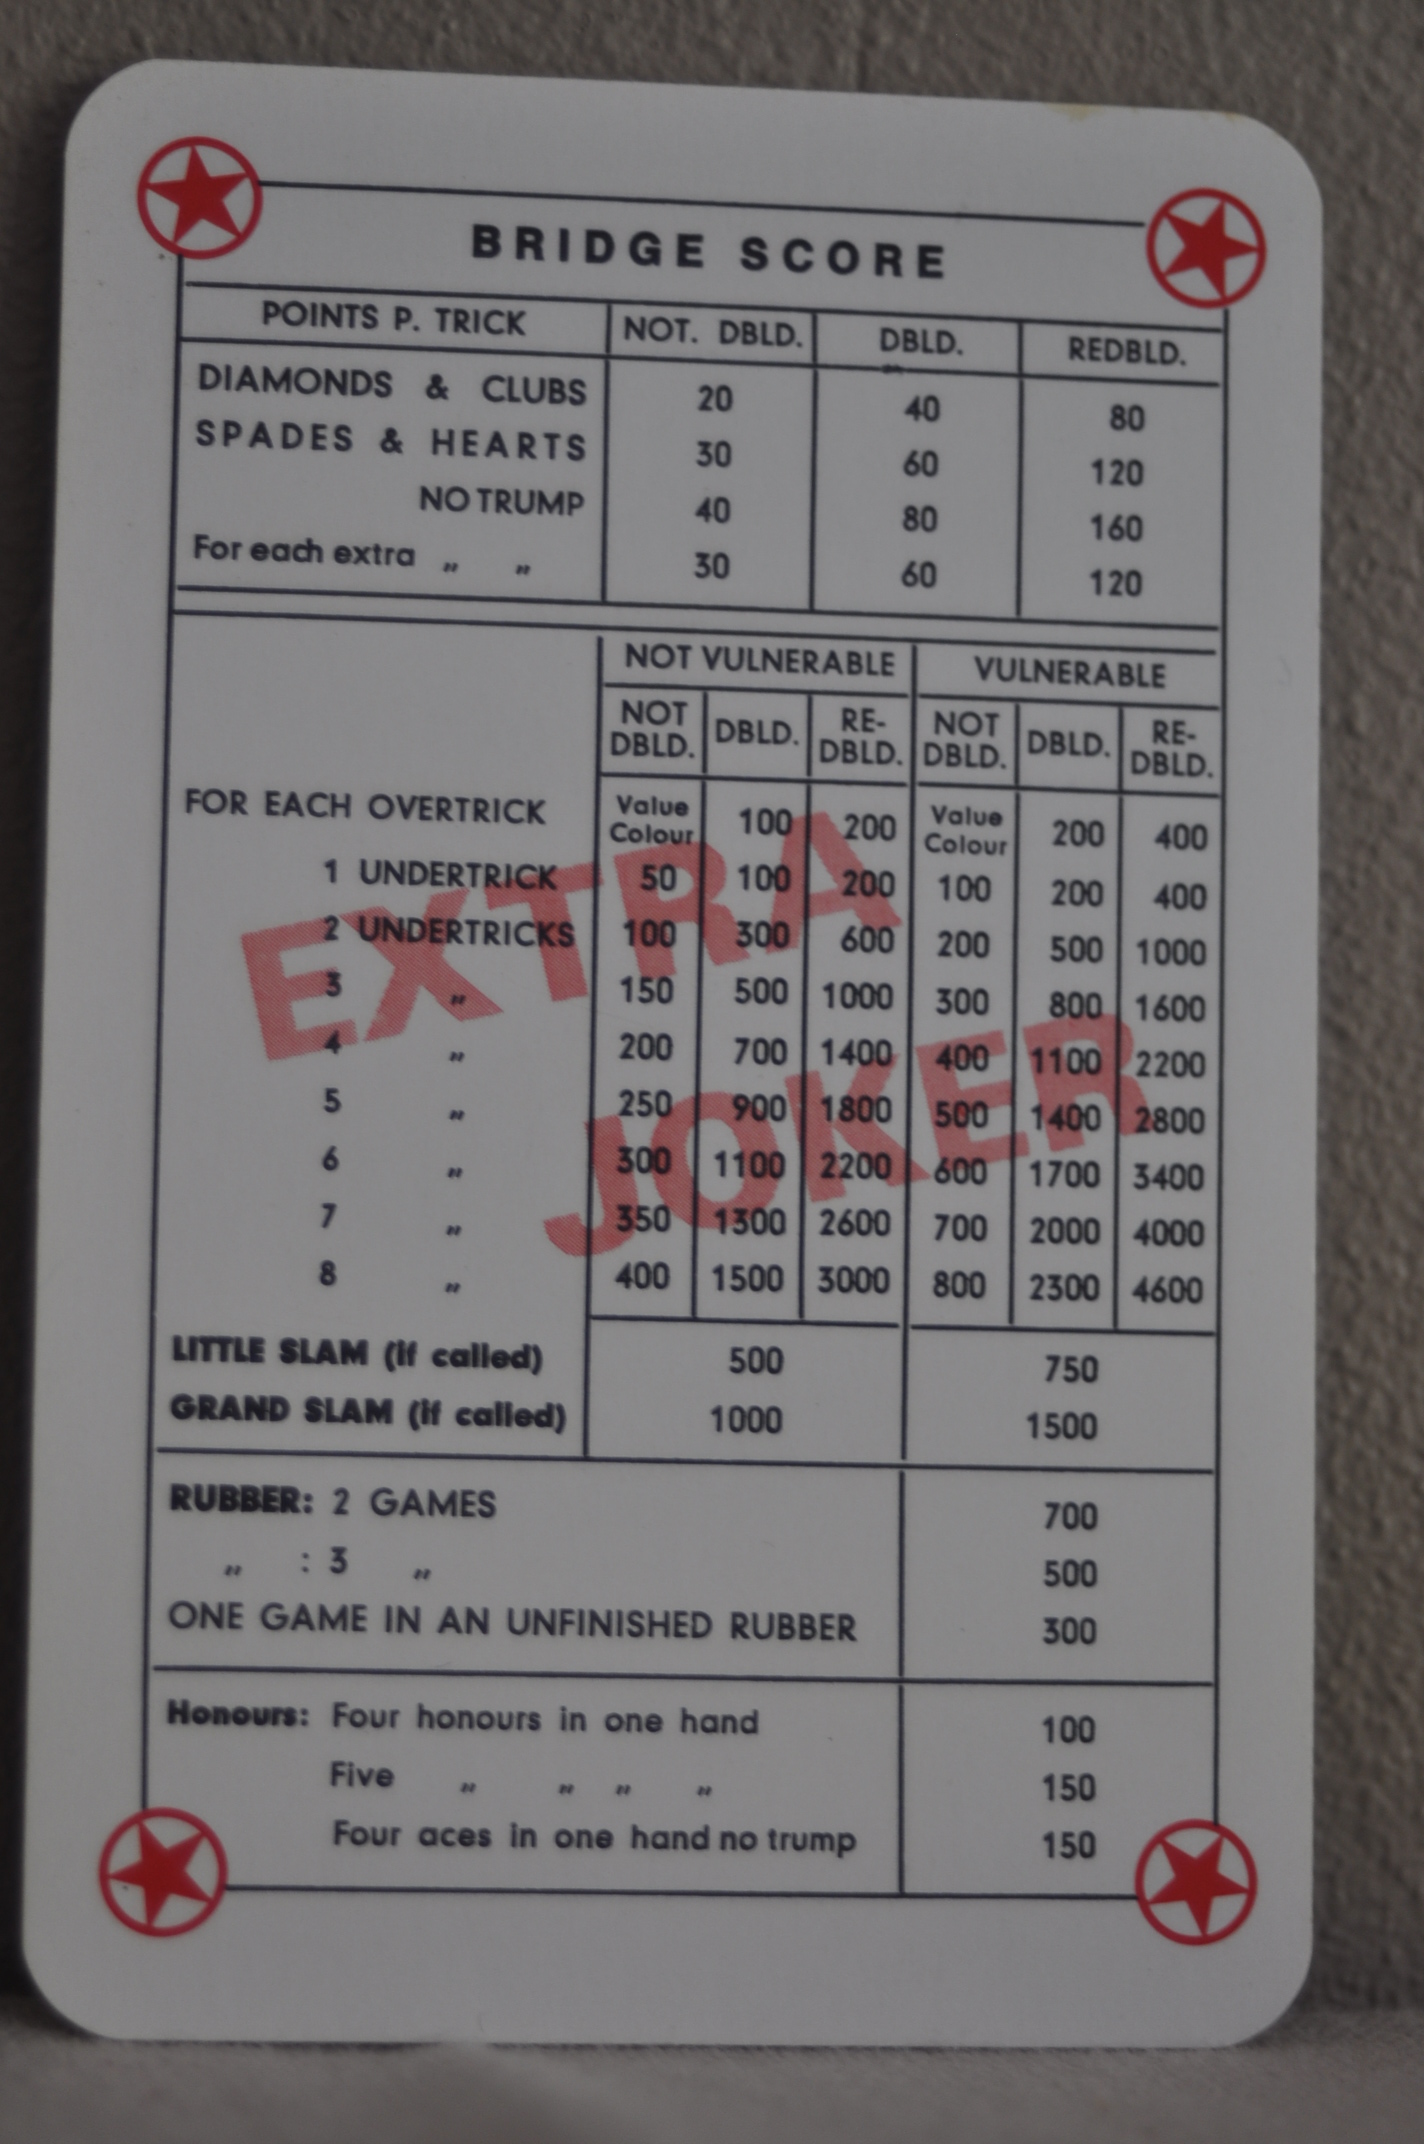 BRIDGE SCORE
POINTS P. TRICK NOT. DBLD. DBLD. REDBLD.
DIAMONDS & CLUBS 20 40 80
SPADES & HEARTS 30 60 120
NO TRUMP 40 80 160
For each extra „ „ 30 60 120
NOT VULNERABLE VULNERABLE
NOT DBLD. DBLD. RE-DBLD. NOT DBLD. DBLD. RE-DBLD.
FOR EACH OVERTRICK Value Colour 100 200 Value Colour 200 400
1 UNDERTRICK 50 100 200 100 200 400
2 UNDERTRICKS 100 300 600 200 500 1000
3 „ 150 500 1000 300 800 1600
4 „ 200 700 1400 400 1100 2200
5 „ 250 900 1800 500 1400 2800
6 „ 300 1100 2200 600 1700 3400
7 „ 350 1300 2600 700 2000 4000
8 „ 400 1500 3000 800 2300 4600
EXTRA
JOKER
LITTLE SLAM (if called) 500 750
GRAND SLAM (if called) 1000 1500
RUBBER: 2 GAMES 700
„ : 3 „ 500
ONE GAME IN AN UNFINISHED RUBBER 300
Honours: Four honours in one hand 100
Five „ „ „ „ 150
Four aces in one hand no trump 150